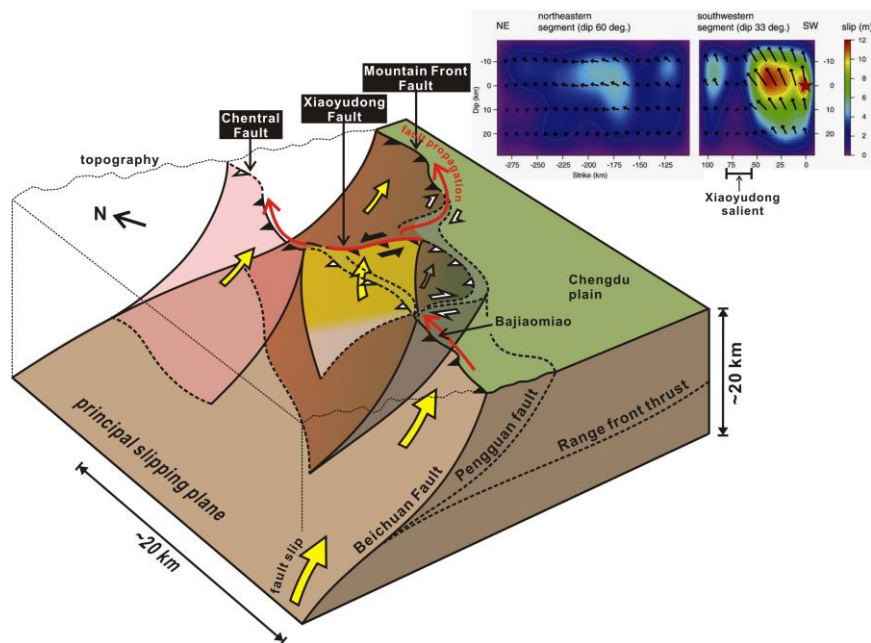 NE
northeastern
segment (dip 60 deg.)
southwestern
segment (dip 33 deg.)
SW
slip (m)
Dip (km)
-10
0
10
20
-10
0
10
20
12
10
8
6
4
2
0
-275
-250
-225
-200
-175
-150
-125
100
75
50
25
0
Strike (km)
Xiaoyudong
salient
Mountain Front
Fault
Xiaoyudong
Fault
Chentral
Fault
topography
N
fault propagation
Chengdu
plain
Bajiaomiao
~20 km
Pengguan fault
Range front thrust
Beichuan Fault
principal slipping plane
fault slip
~20 km